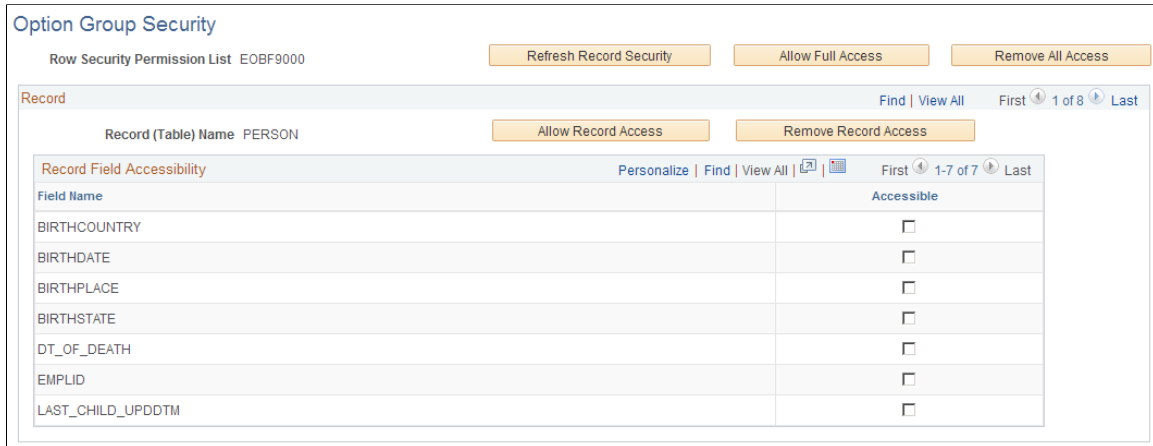 Option Group Security
Row Security Permission List EOBF9000 Refresh Record Security Allow Full Access Remove All Access
Record Find | View All First 1 of 8 Last
Record (Table) Name PERSON Allow Record Access Remove Record Access
Record Field Accessibility Personalize | Find | View All | | First 1-7 of 7 Last
Field Name Accessible
BIRTHCOUNTRY
BIRTHDATE
BIRTHPLACE
BIRTHSTATE
DT_OF_DEATH
EMPLID
LAST_CHILD_UPDDTM